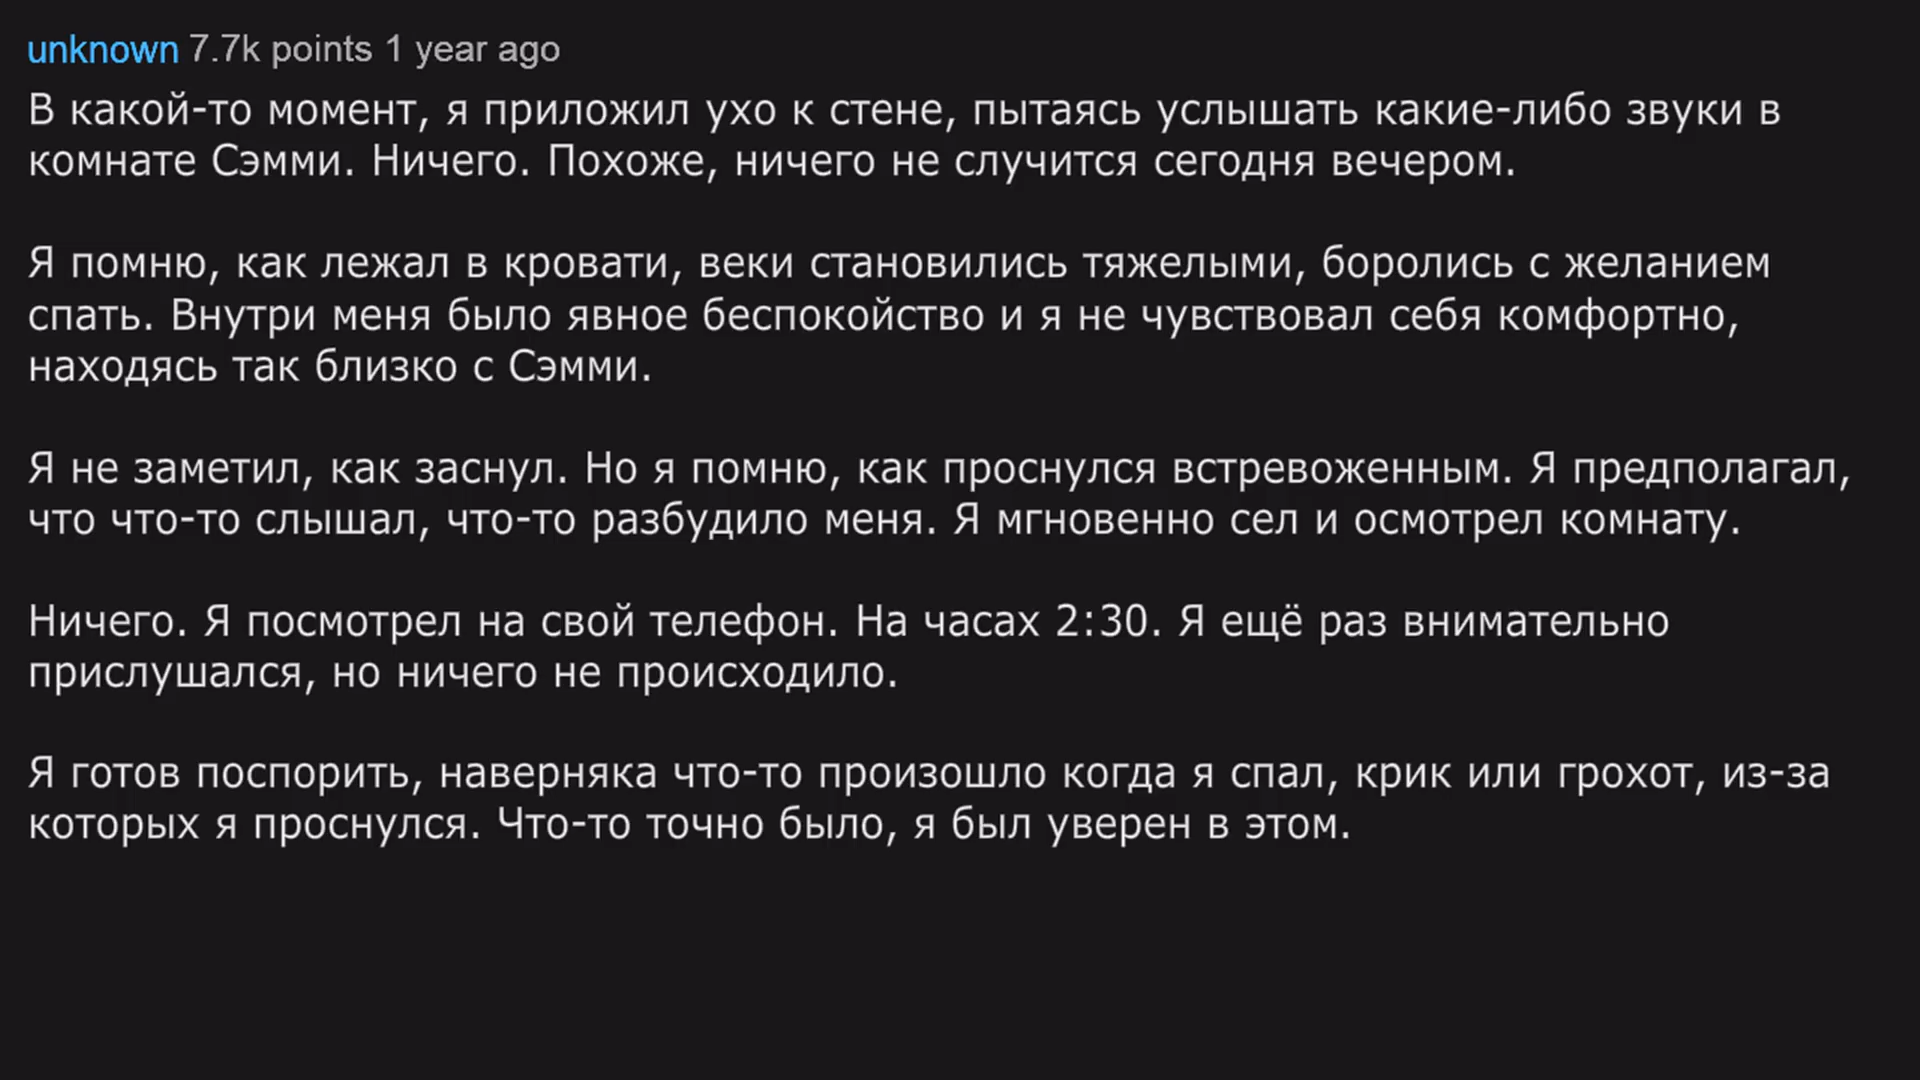 unknown 7.7k points 1 year ago
В какой-то момент, я приложил ухо к стене, пытаясь услышать какие-либо звуки в
комнате Сэмми. Ничего. Похоже, ничего не случится сегодня вечером.
Я помню, как лежал в кровати, веки становились тяжелыми, боролись с желанием
спать. Внутри меня было явное беспокойство и я не чувствовал себя комфортно,
находясь так близко с Сэмми.
Я не заметил, как заснул. Но я помню, как проснулся встревоженным. Я предполагал,
что что-то слышал, что-то разбудило меня. Я мгновенно сел и осмотрел комнату.
Ничего. Я посмотрел на свой телефон. На часах 2:30. Я ещё раз внимательно
прислушался, но ничего не происходило.
Я готов поспорить, наверняка что-то произошло когда я спал, крик или грохот, из-за
которых я проснулся. Что-то точно было, я был уверен в этом.